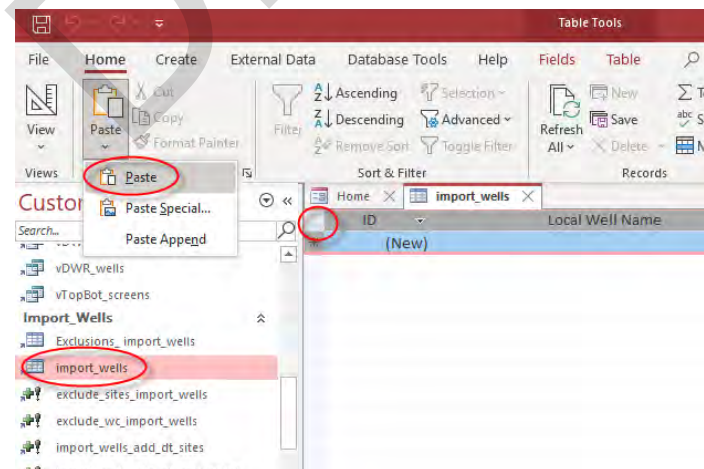 Table Tools
File Home Create External Data Database Tools Help Fields Table
View Paste Cut Copy Format Painter Filter Ascending Descending Remove Sort Selection Advanced Toggle Filter Refresh All New Save Delete
Views Sort & Filter Records
Paste
Paste Special...
Paste Append
Search...
Home import_wells
ID Local Well Name
(New)
vDWR_wells
vTopBot_screens
Import_Wells
Exclusions_import_wells
import_wells
exclude_sites_import_wells
exclude_wc_import_wells
import_wells_add_dt_sites